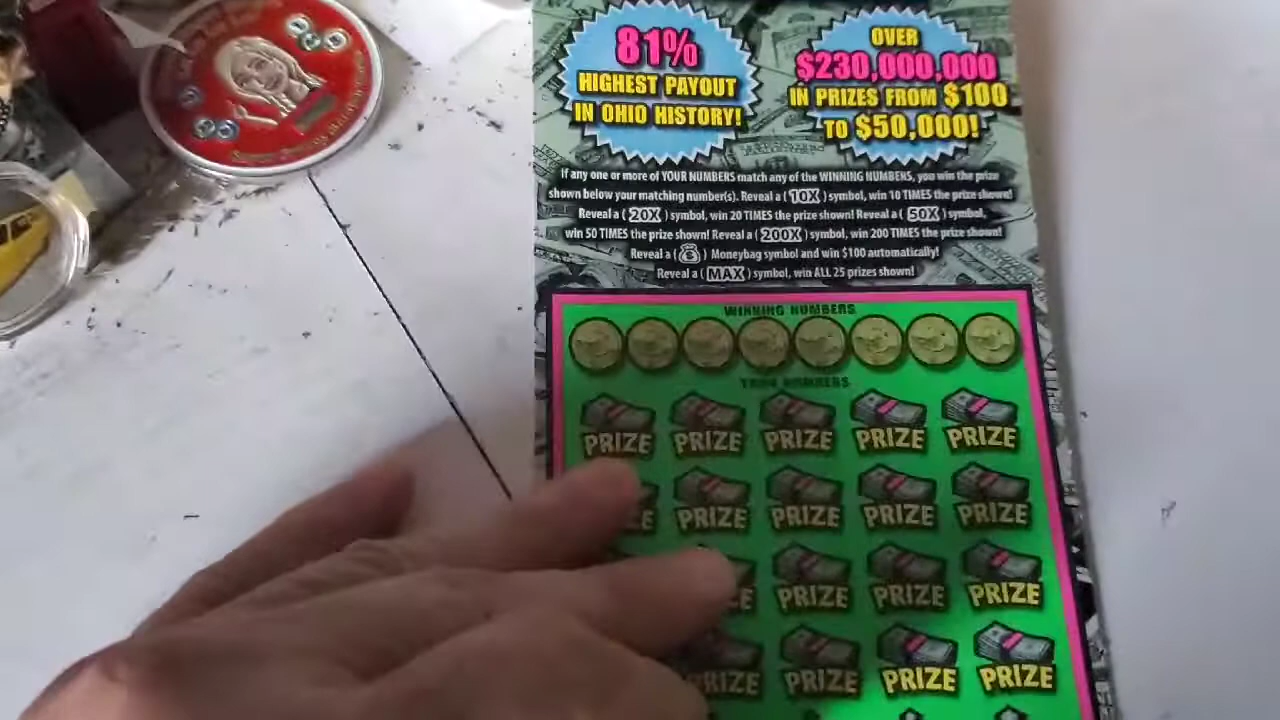 81%
HIGHEST PAYOUT
IN OHIO HISTORY!
OVER
$230,000,000
IN PRIZES FROM $100
TO $50,000!
If any one or more of YOUR NUMBERS match any of the WINNING NUMBERS, you win the prize
shown below your matching number(s). Reveal a ( 10X ) symbol, win 10 TIMES the prize shown!
Reveal a ( 20X ) symbol, win 20 TIMES the prize shown! Reveal a ( 50X ) symbol,
win 50 TIMES the prize shown! Reveal a ( 200X ) symbol, win 200 TIMES the prize shown!
Reveal a ( ) Moneybag symbol and win $100 automatically!
Reveal a ( MAX ) symbol, win ALL 25 prizes shown!
WINNING NUMBERS
YOUR NUMBERS
PRIZE PRIZE PRIZE PRIZE PRIZE
PRIZE PRIZE PRIZE PRIZE
PRIZE PRIZE PRIZE
PRIZE PRIZE PRIZE PRIZE